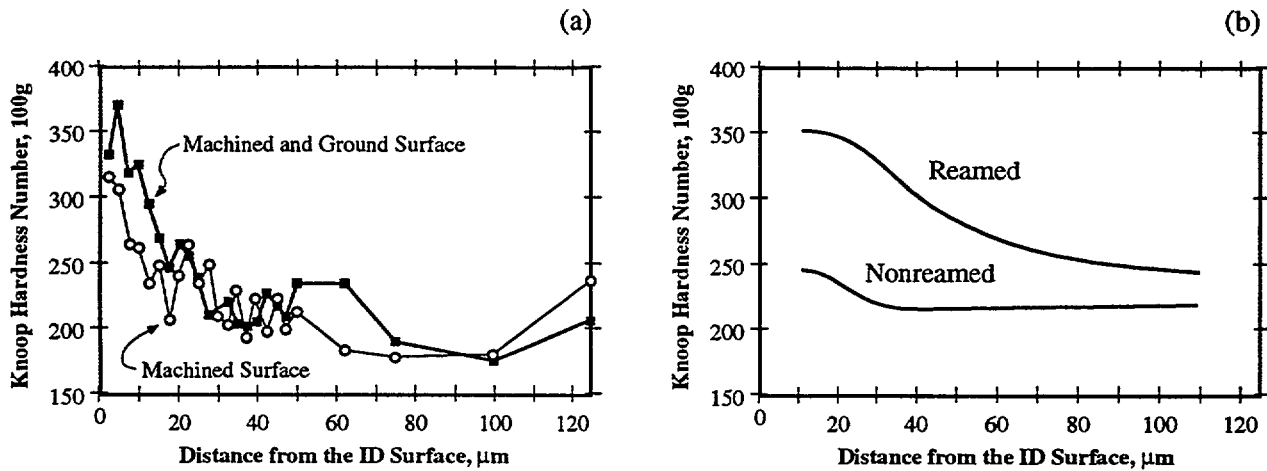 (a)
Knoop Hardness Number, 100g
400
350
300
250
200
150
Machined and Ground Surface
Machined Surface
0 20 40 60 80 100 120
Distance from the ID Surface, μm
(b)
Knoop Hardness Number, 100g
400
350
300
250
200
150
Reamed
Nonreamed
0 20 40 60 80 100 120
Distance from the ID Surface, μm